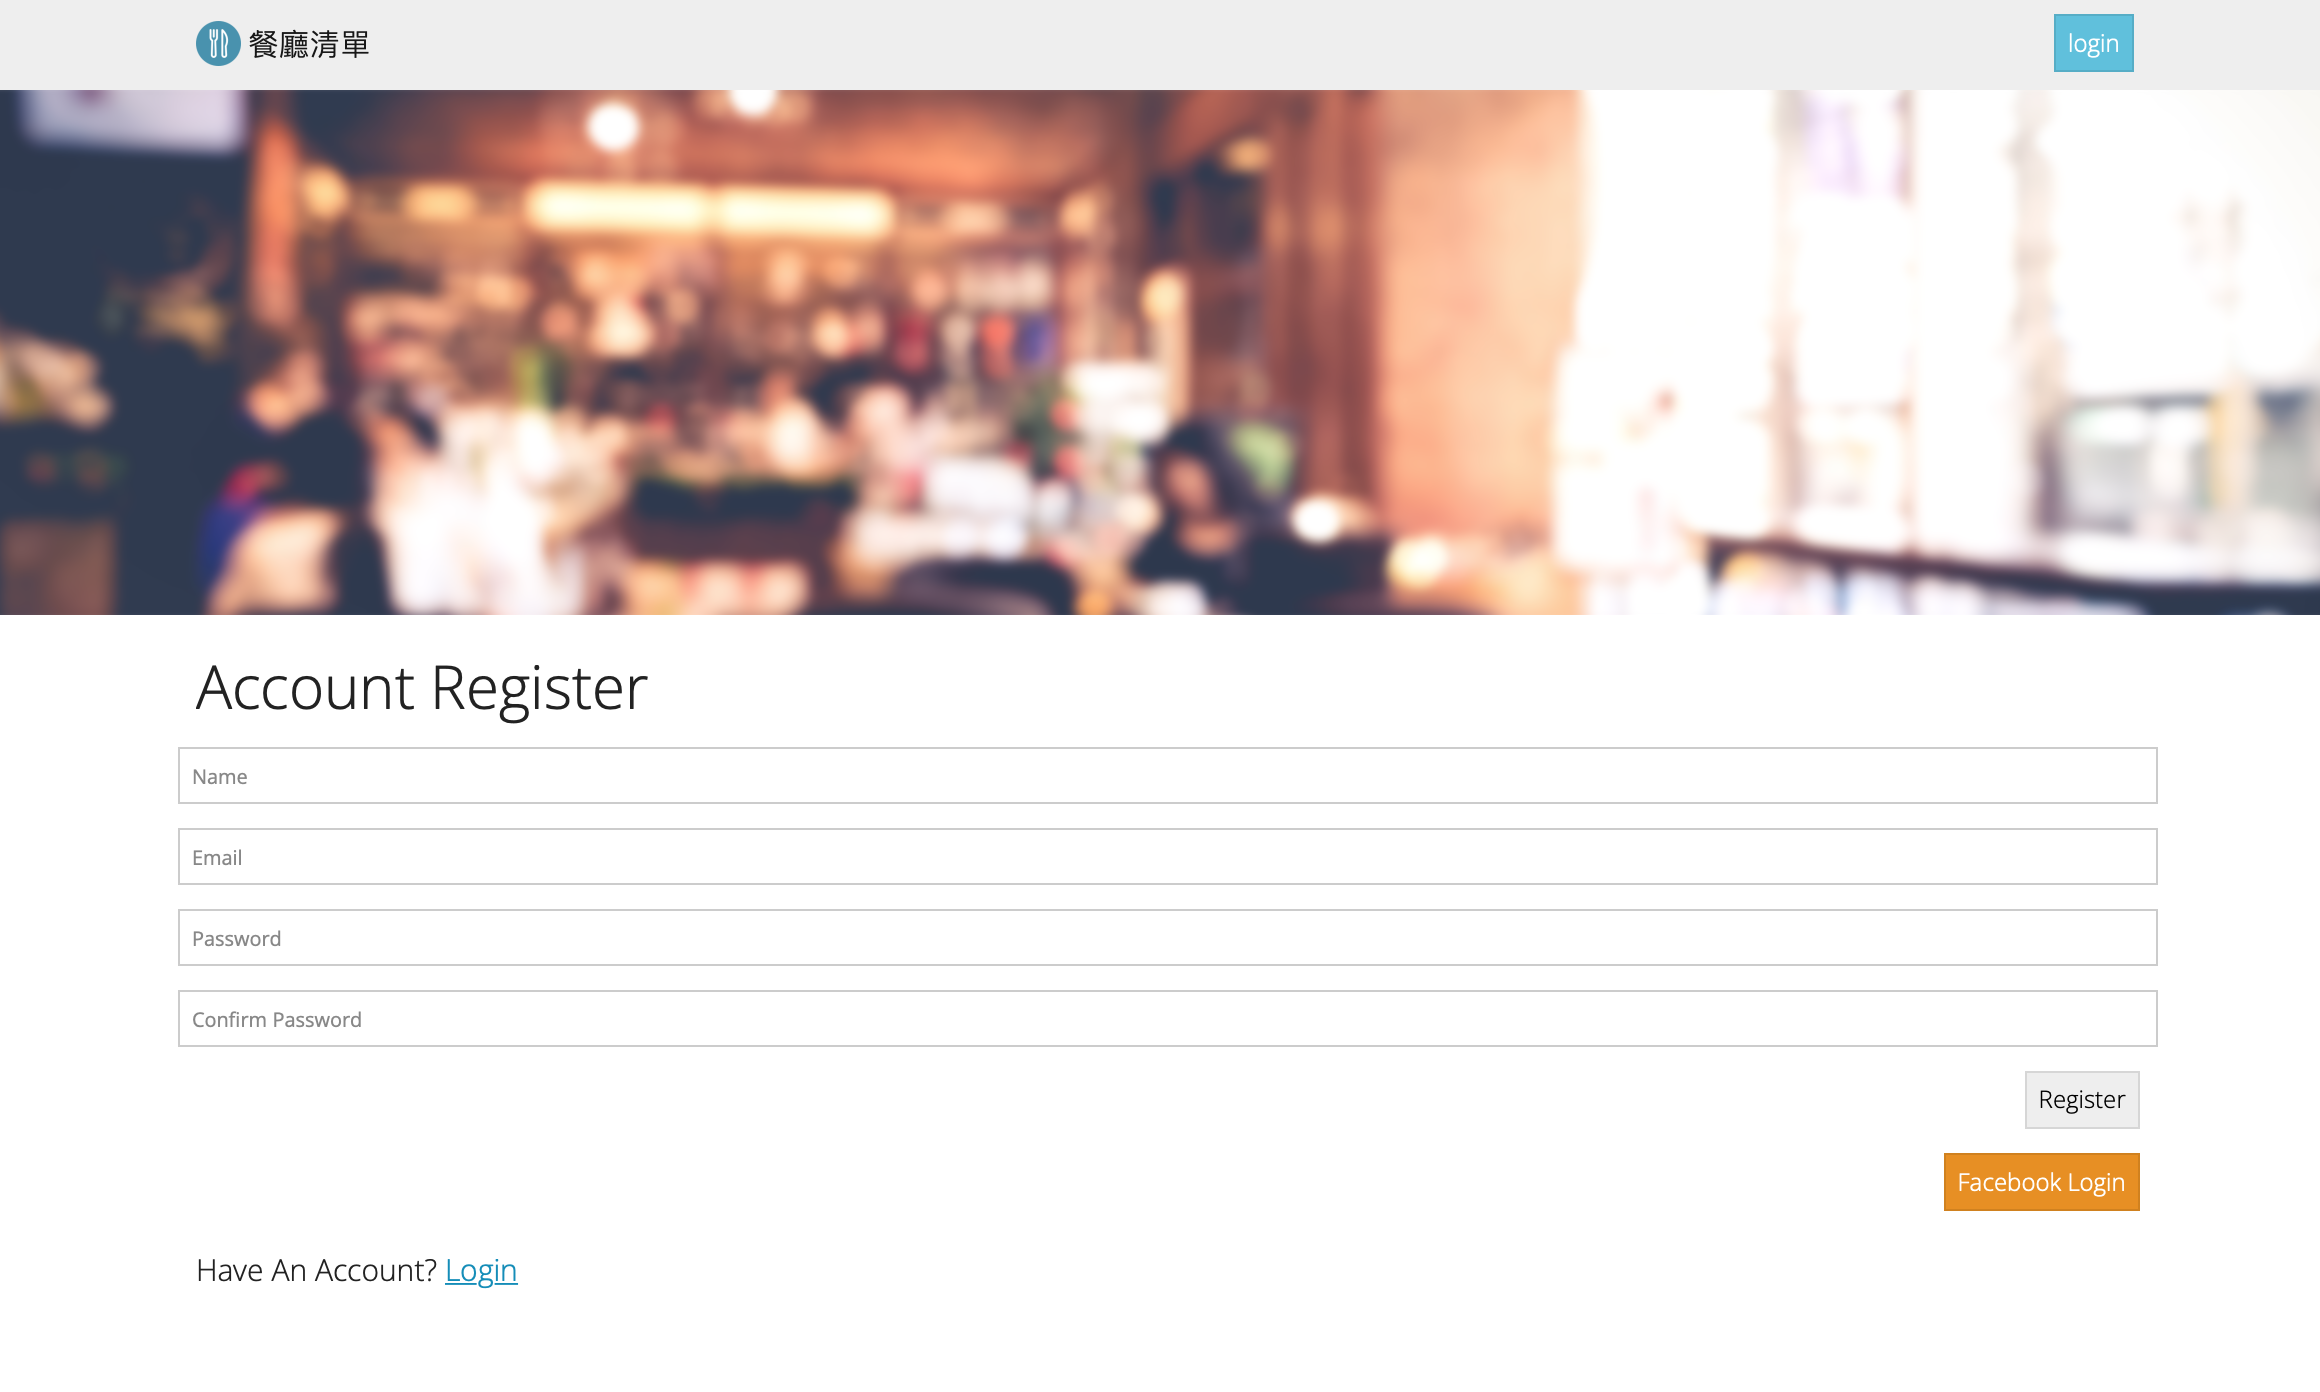 餐廳清單
login
Account Register
Name
Email
Password
Confirm Password
Register
Facebook Login
Have An Account? Login